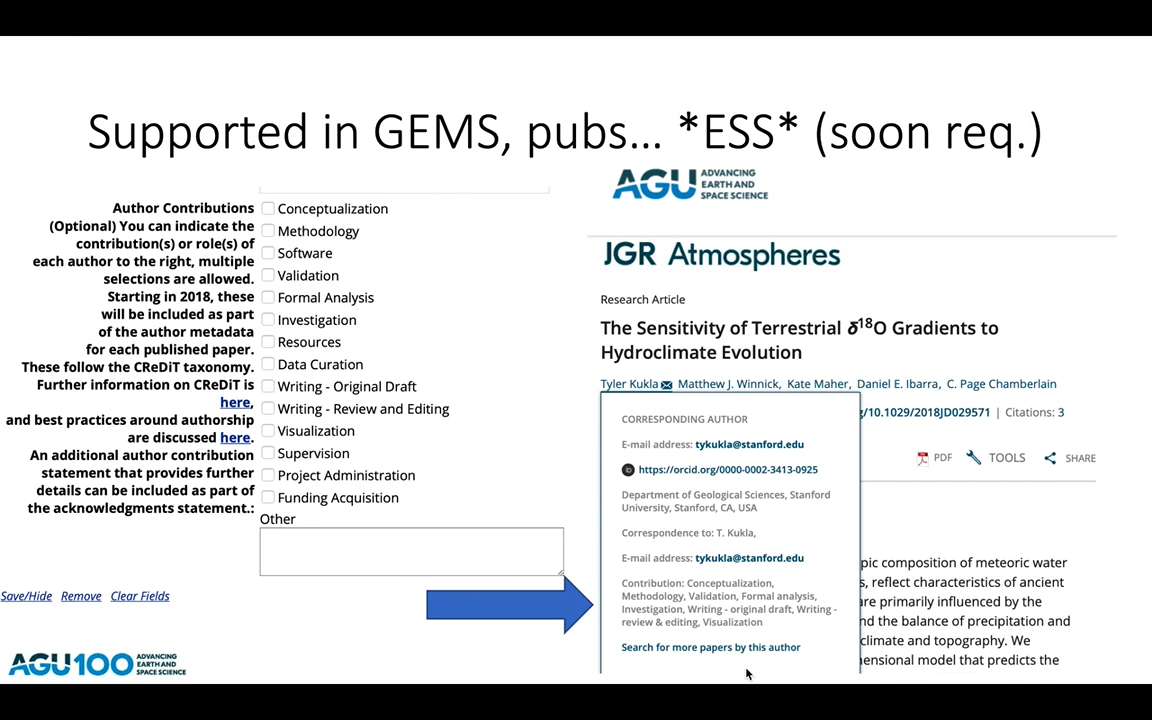 Supported in GEMS, pubs... *ESS* (soon req.)
Author Contributions
(Optional) You can indicate the
contribution(s) or role(s) of
each author to the right, multiple
selections are allowed.
Starting in 2018, these
will be included as part
of the author metadata
for each published paper.
These follow the CReDiT taxonomy.
Further information on CReDiT is
here,
and best practices around authorship
are discussed here.
An additional author contribution
statement that provides further
details can be included as part of
the acknowledgments statement.:
Conceptualization
Methodology
Software
Validation
Formal Analysis
Investigation
Resources
Data Curation
Writing - Original Draft
Writing - Review and Editing
Visualization
Supervision
Project Administration
Funding Acquisition
Other
Save/Hide Remove Clear Fields
AGU100 ADVANCING
EARTH AND
SPACE SCIENCE
AGU ADVANCING
EARTH AND
SPACE SCIENCE
JGR Atmospheres
Research Article
The Sensitivity of Terrestrial δ18O Gradients to
Hydroclimate Evolution
Tyler Kukla Matthew J. Winnick, Kate Maher, Daniel E. Ibarra, C. Page Chamberlain
/10.1029/2018JD029571 | Citations: 3
PDF TOOLS SHARE
CORRESPONDING AUTHOR
E-mail address: tykukla@stanford.edu
iD https://orcid.org/0000-0002-3413-0925
Department of Geological Sciences, Stanford
University, Stanford, CA, USA
Correspondence to: T. Kukla,
E-mail address: tykukla@stanford.edu
Contribution: Conceptualization,
Methodology, Validation, Formal analysis,
Investigation, Writing - original draft, Writing -
review & editing, Visualization
Search for more papers by this author
pic composition of meteoric water
s, reflect characteristics of ancient
are primarily influenced by the
nd the balance of precipitation and
climate and topography. We
ensional model that predicts the